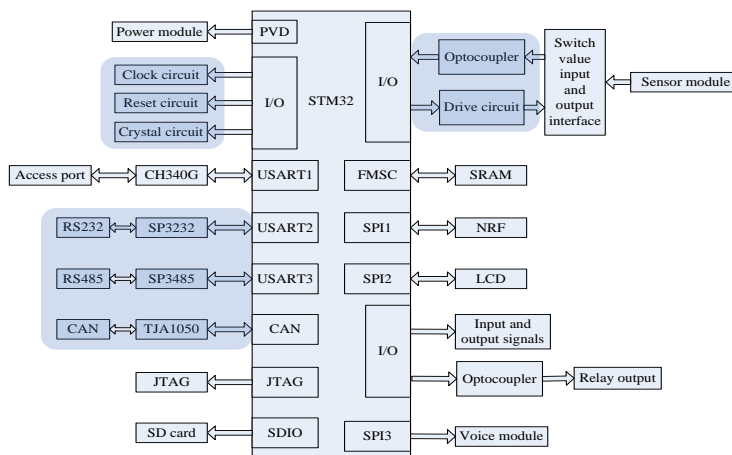 Power module
PVD
Clock circuit
Reset circuit
Crystal circuit
I/O
STM32
I/O
Optocoupler
Drive circuit
Switch
value
input
and
output
interface
Sensor module
Access port
CH340G
USART1
FMSC
SRAM
RS232
SP3232
USART2
SPI1
NRF
RS485
SP3485
USART3
SPI2
LCD
CAN
TJA1050
CAN
I/O
Input and
output signals
JTAG
JTAG
Optocoupler
Relay output
SD card
SDIO
SPI3
Voice module